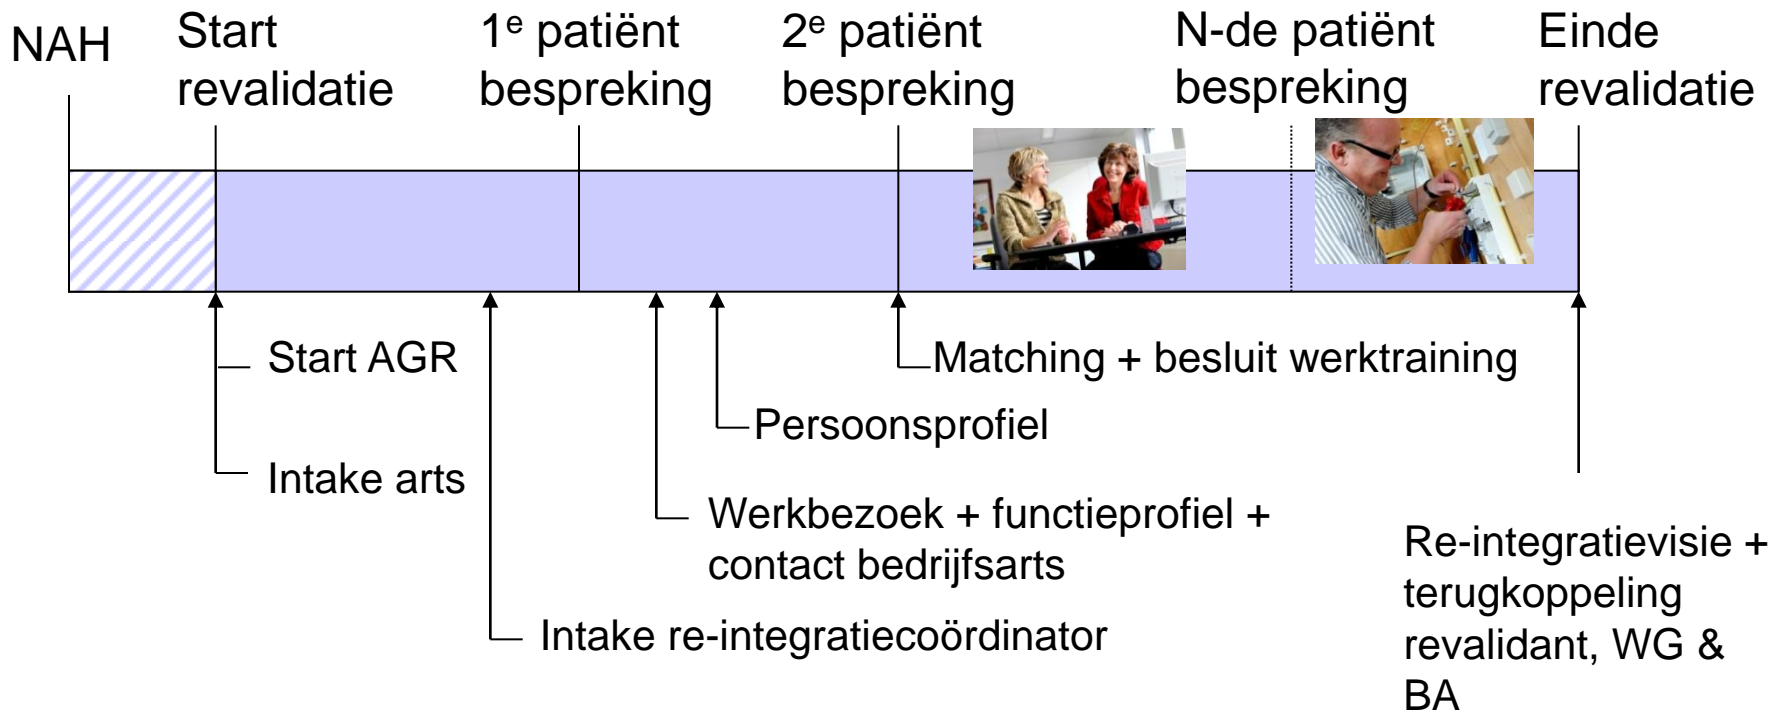 NAH
Start
revalidatie
1e patiënt
bespreking
2e patiënt
bespreking
N-de patiënt
bespreking
Einde
revalidatie
Start AGR
Intake arts
Matching + besluit werktraining
Persoonsprofiel
Werkbezoek + functieprofiel +
contact bedrijfsarts
Intake re-integratiecoördinator
Re-integratievisie +
terugkoppeling
revalidant, WG &
BA